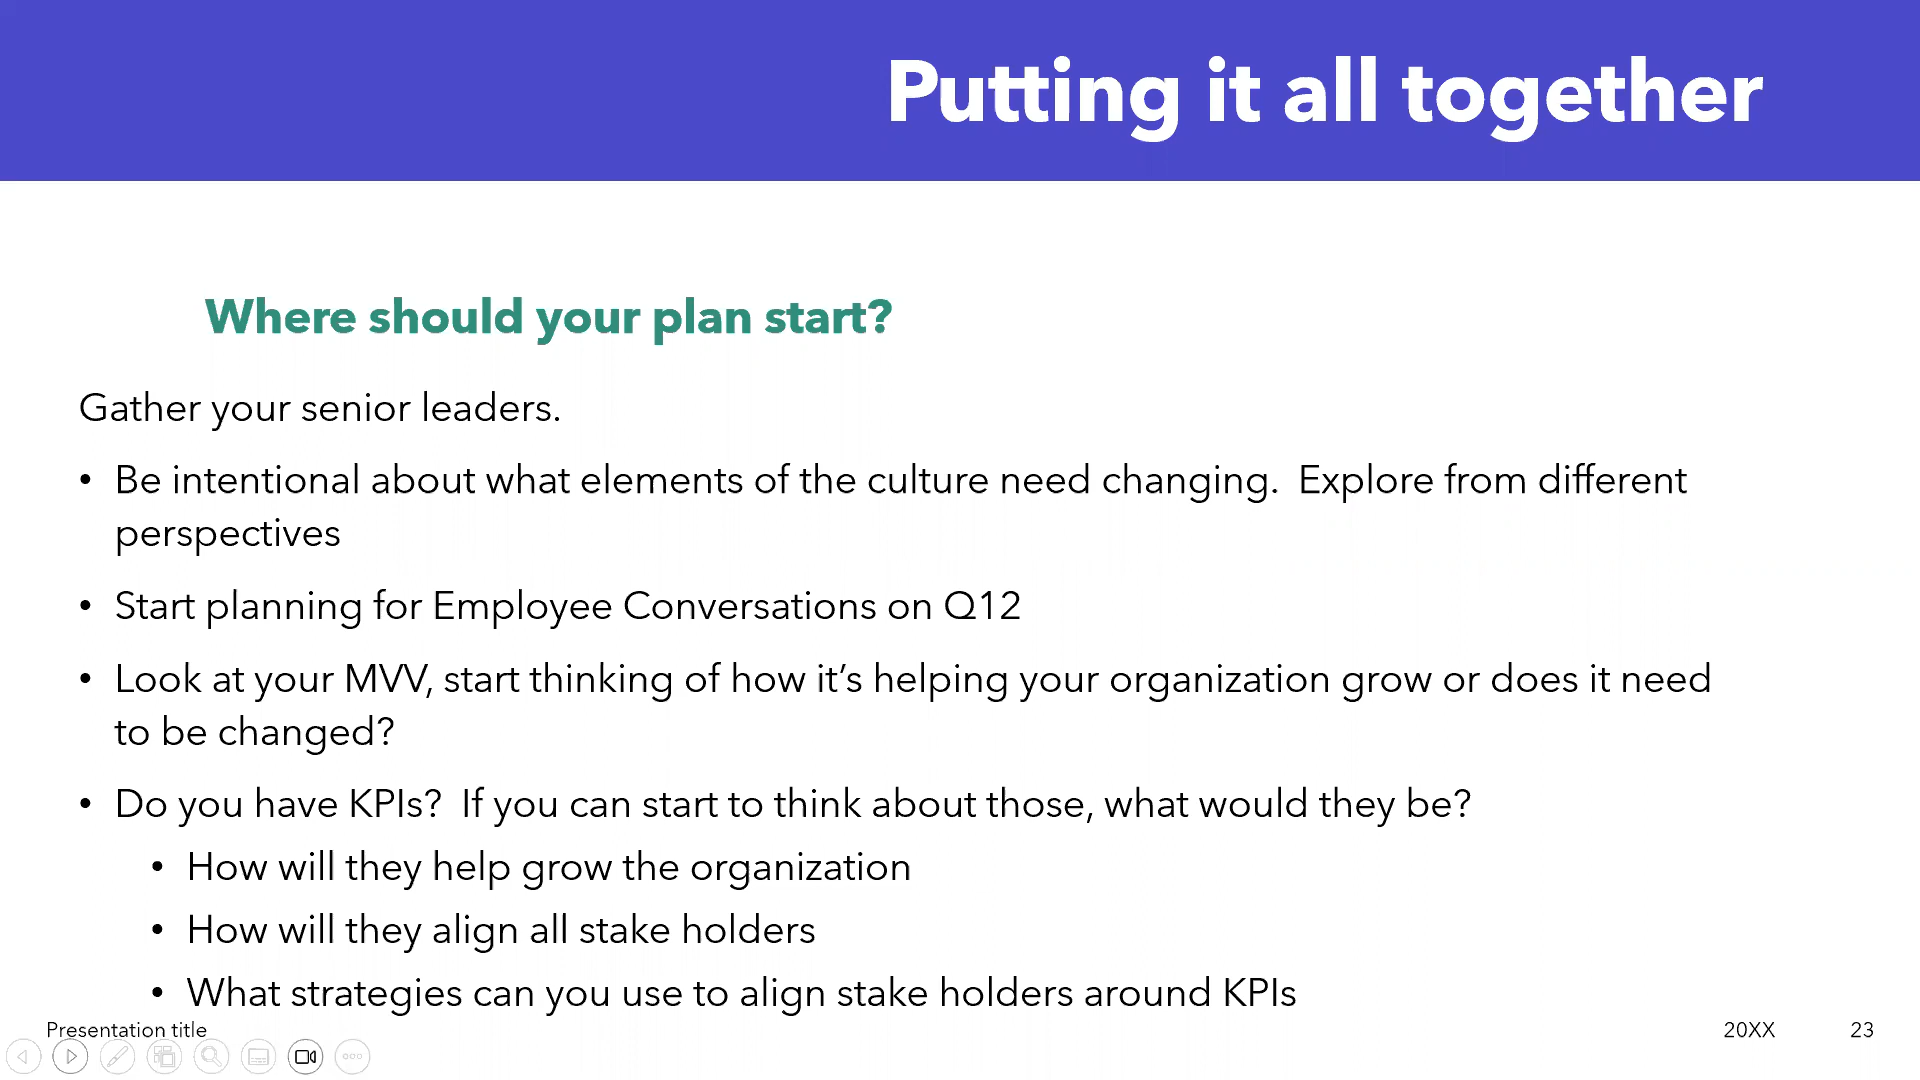 Putting it all together
Where should your plan start?
Gather your senior leaders.
• Be intentional about what elements of the culture need changing.  Explore from different
perspectives
• Start planning for Employee Conversations on Q12
• Look at your MVV, start thinking of how it’s helping your organization grow or does it need
to be changed?
• Do you have KPIs?  If you can start to think about those, what would they be?
• How will they help grow the organization
• How will they align all stake holders
• What strategies can you use to align stake holders around KPIs
Presentation title
20XX
23